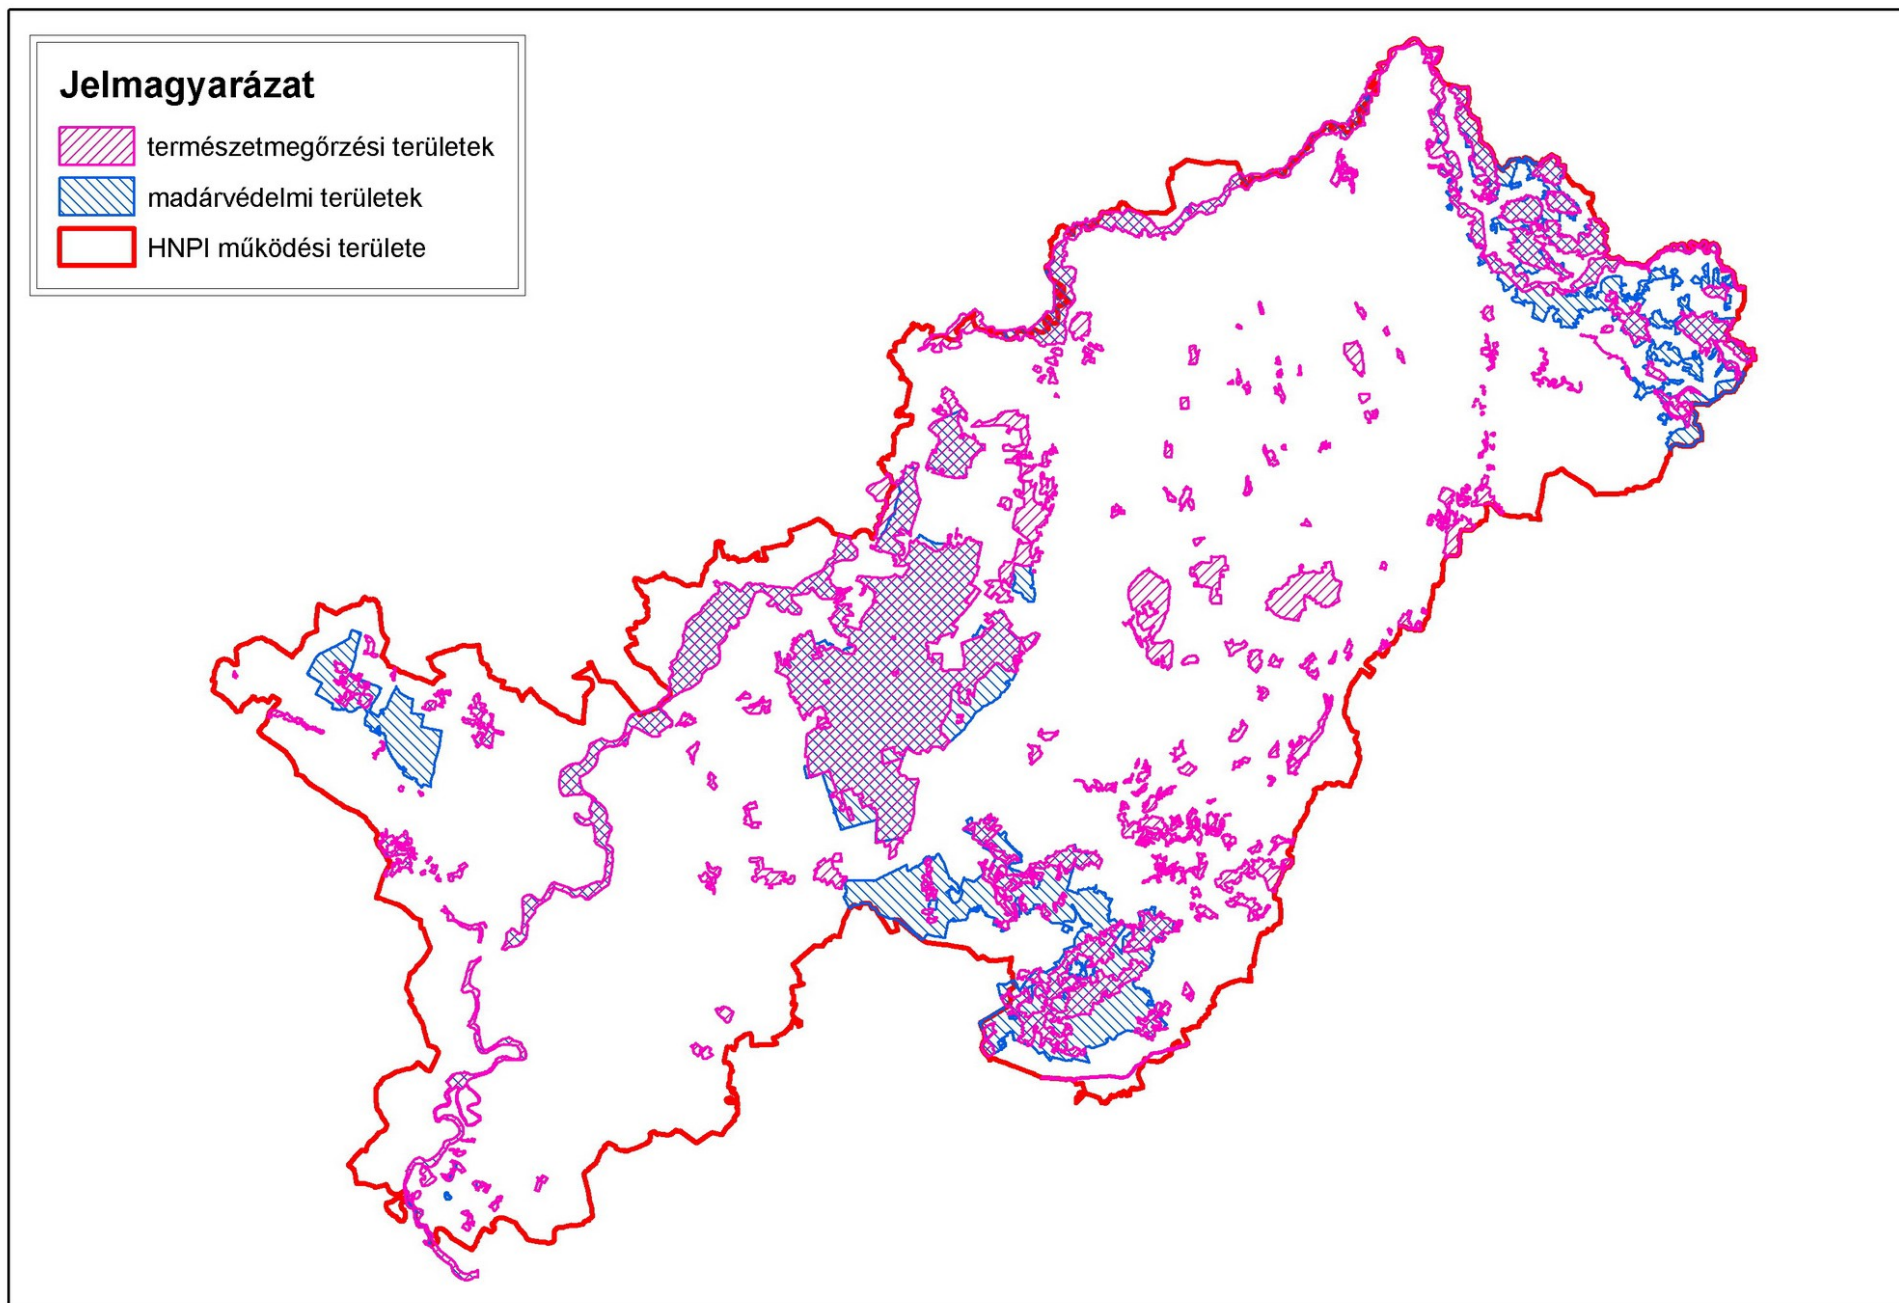 Jelmagyarázat
természetmegőrzési területek
madárvédelmi területek
HNPI működési területe